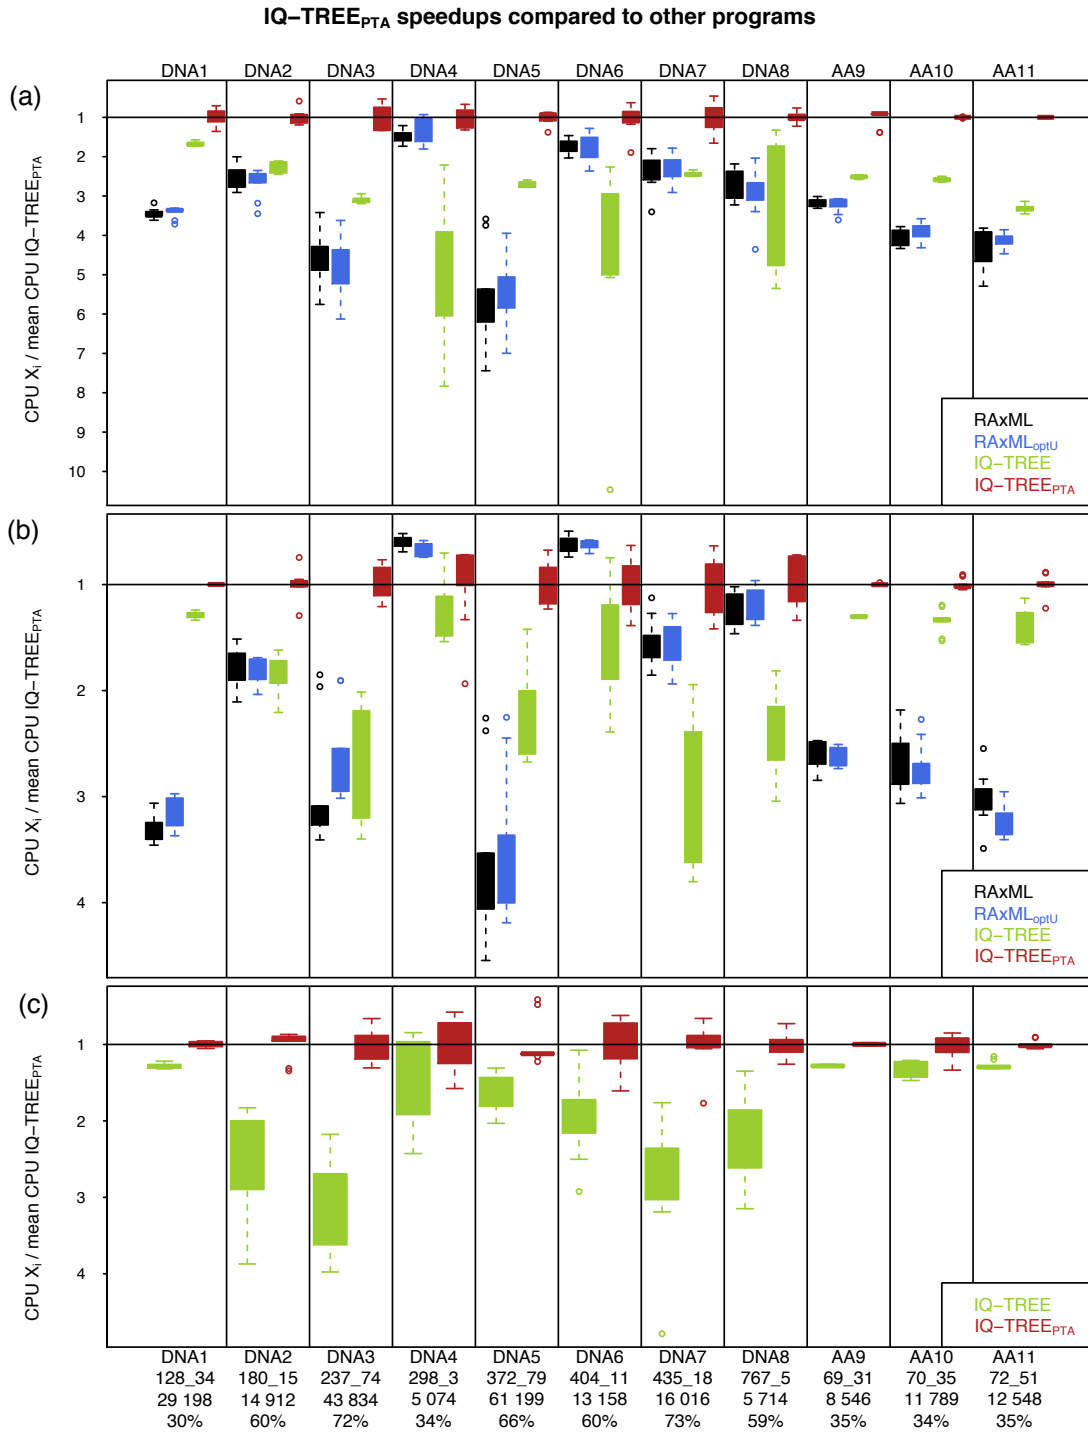 IQ−TREEPTA speedups compared to other programs
DNA1 DNA2 DNA3 DNA4 DNA5 DNA6 DNA7 DNA8 AA9 AA10 AA11
(a)
CPU Xi / mean CPU IQ−TREEPTA
1
2
3
4
5
6
7
8
9
10
RAxML
RAxMLoptU
IQ−TREE
IQ−TREEPTA
(b)
CPU Xi / mean CPU IQ−TREEPTA
1
2
3
4
RAxML
RAxMLoptU
IQ−TREE
IQ−TREEPTA
(c)
CPU Xi / mean CPU IQ−TREEPTA
1
2
3
4
IQ−TREE
IQ−TREEPTA
DNA1 DNA2 DNA3 DNA4 DNA5 DNA6 DNA7 DNA8 AA9 AA10 AA11
128_34 180_15 237_74 298_3 372_79 404_11 435_18 767_5 69_31 70_35 72_51
29 198 14 912 43 834 5 074 61 199 13 158 16 016 5 714 8 546 11 789 12 548
30% 60% 72% 34% 66% 60% 73% 59% 35% 34% 35%